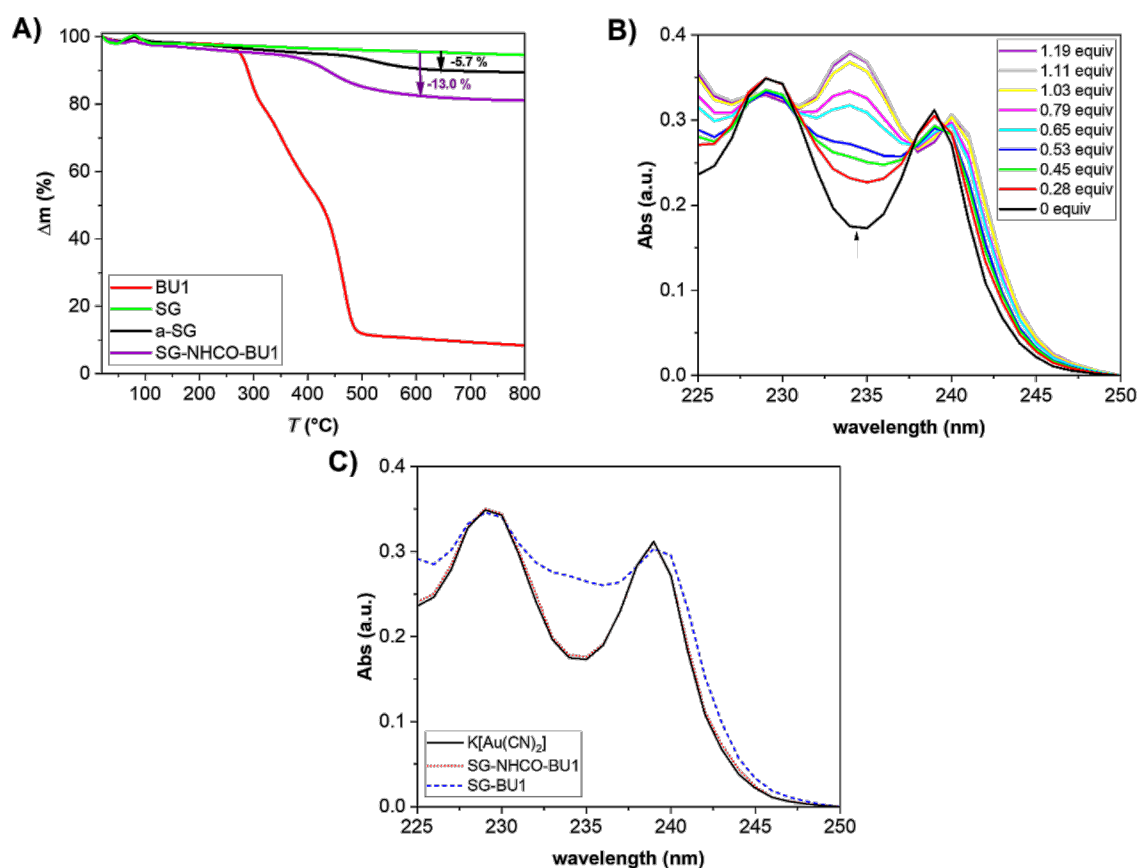 A)
100
80
60
40
20
0
Δm (%)
-5.7 %
-13.0 %
BU1
SG
a-SG
SG-NHCO-BU1
100 200 300 400 500 600 700 800
T (°C)
B)
0.4
0.3
0.2
0.1
0.0
Abs (a.u.)
1.19 equiv
1.11 equiv
1.03 equiv
0.79 equiv
0.65 equiv
0.53 equiv
0.45 equiv
0.28 equiv
0 equiv
225 230 235 240 245 250
wavelength (nm)
C)
0.4
0.3
0.2
0.1
0.0
Abs (a.u.)
K[Au(CN)₂]
SG-NHCO-BU1
SG-BU1
225 230 235 240 245 250
wavelength (nm)